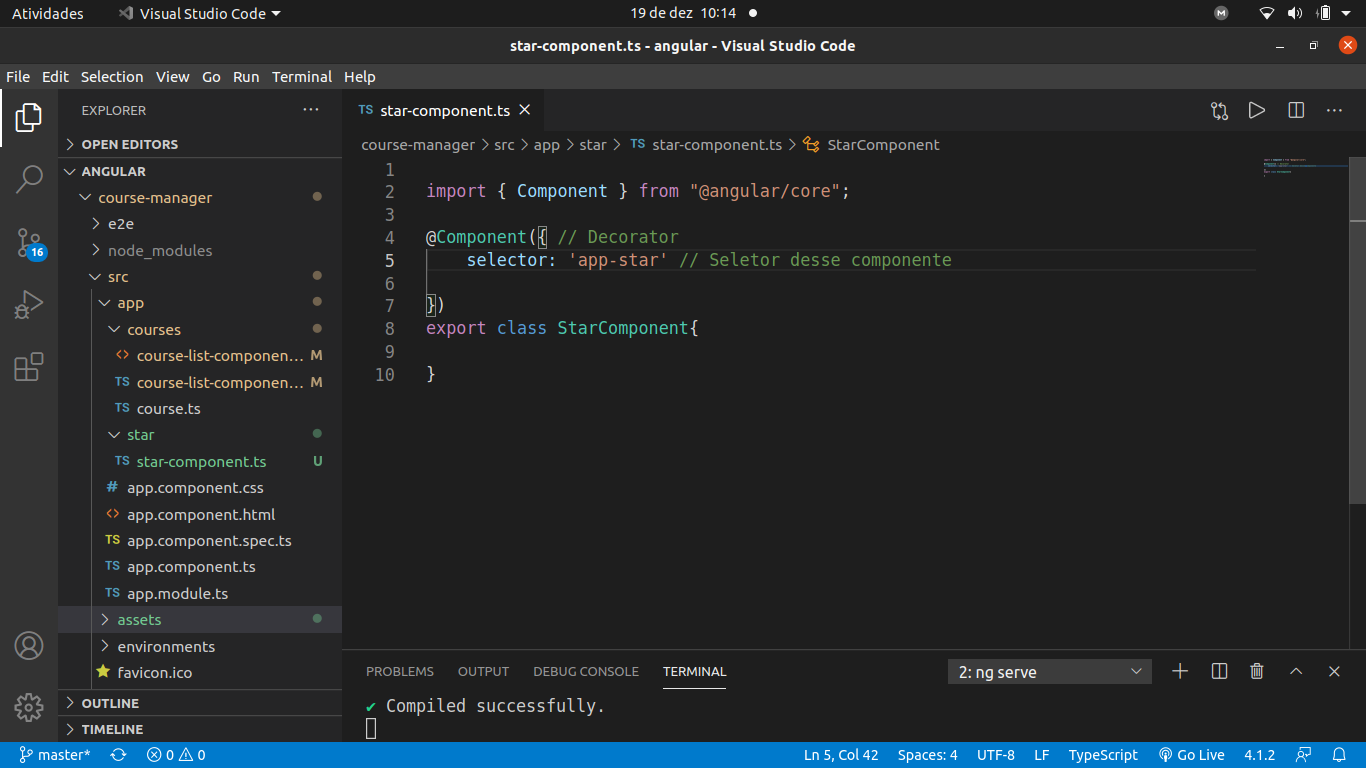 Atividades
Visual Studio Code
19 de dez 10:14
M
star-component.ts - angular - Visual Studio Code
File Edit Selection View Go Run Terminal Help
EXPLORER
OPEN EDITORS
ANGULAR
course-manager
e2e
node_modules
src
app
courses
<> course-list-componen... M
TS course-list-componen... M
TS course.ts
star
TS star-component.ts U
# app.component.css
<> app.component.html
TS app.component.spec.ts
TS app.component.ts
TS app.module.ts
assets
environments
favicon.ico
OUTLINE
TIMELINE
16
TS star-component.ts
course-manager > src > app > star > TS star-component.ts > StarComponent
1
2 import { Component } from "@angular/core";
3
4 @Component({ // Decorator
5 selector: 'app-star' // Seletor desse componente
6
7 })
8 export class StarComponent{
9
10 }
PROBLEMS OUTPUT DEBUG CONSOLE TERMINAL
2: ng serve
✔ Compiled successfully.
master* 0 0
Ln 5, Col 42 Spaces: 4 UTF-8 LF TypeScript Go Live 4.1.2